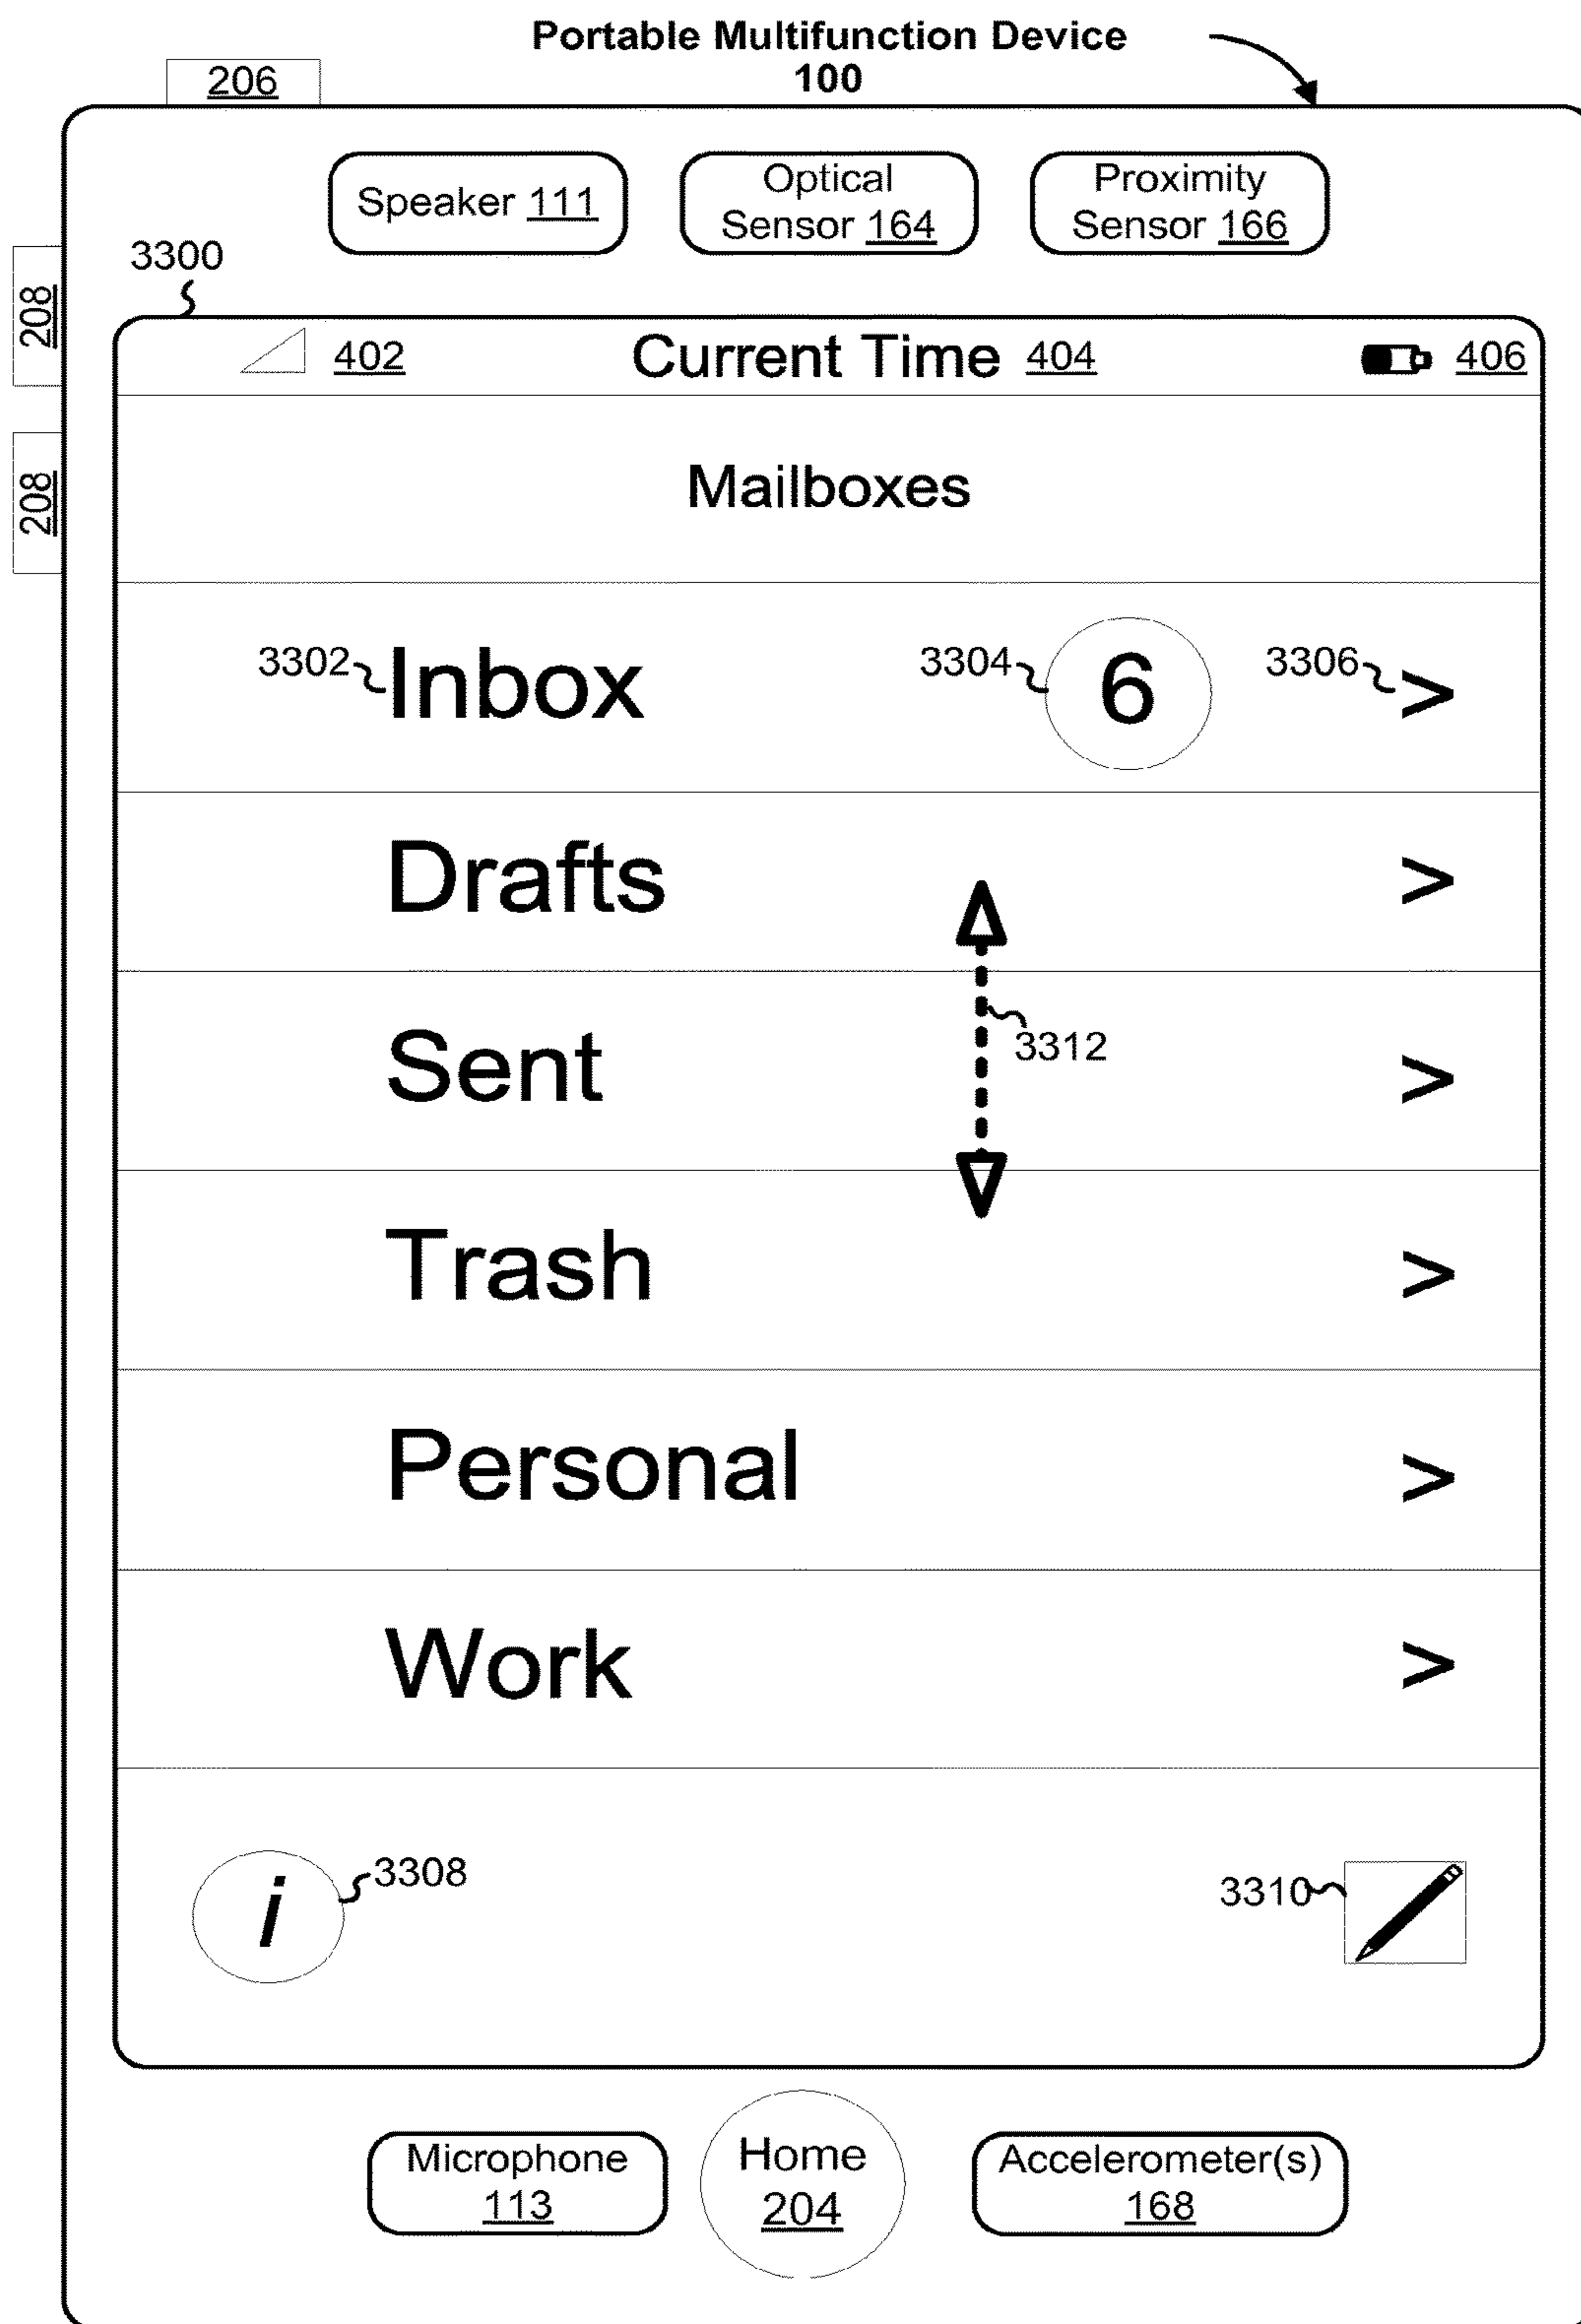 Portable Multifunction Device
100
206
Speaker 111
Optical
Sensor 164
Proximity
Sensor 166
3300
208
208
402
Current Time 404
406
Mailboxes
3302
Inbox
3304
6
3306
>
Drafts
>
Sent
3312
>
Trash
>
Personal
>
Work
>
i
3308
3310
Microphone
113
Home
204
Accelerometer(s)
168